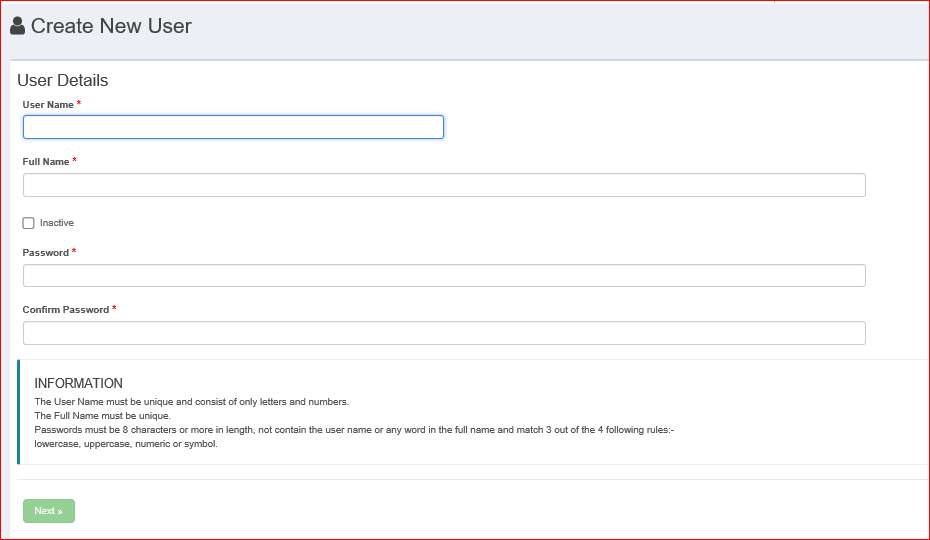 Create New User
User Details
User Name *
Full Name *
Inactive
Password *
Confirm Password *
INFORMATION
The User Name must be unique and consist of only letters and numbers.
The Full Name must be unique.
Passwords must be 8 characters or more in length, not contain the user name or any word in the full name and match 3 out of the 4 following rules:-
lowercase, uppercase, numeric or symbol.
Next »